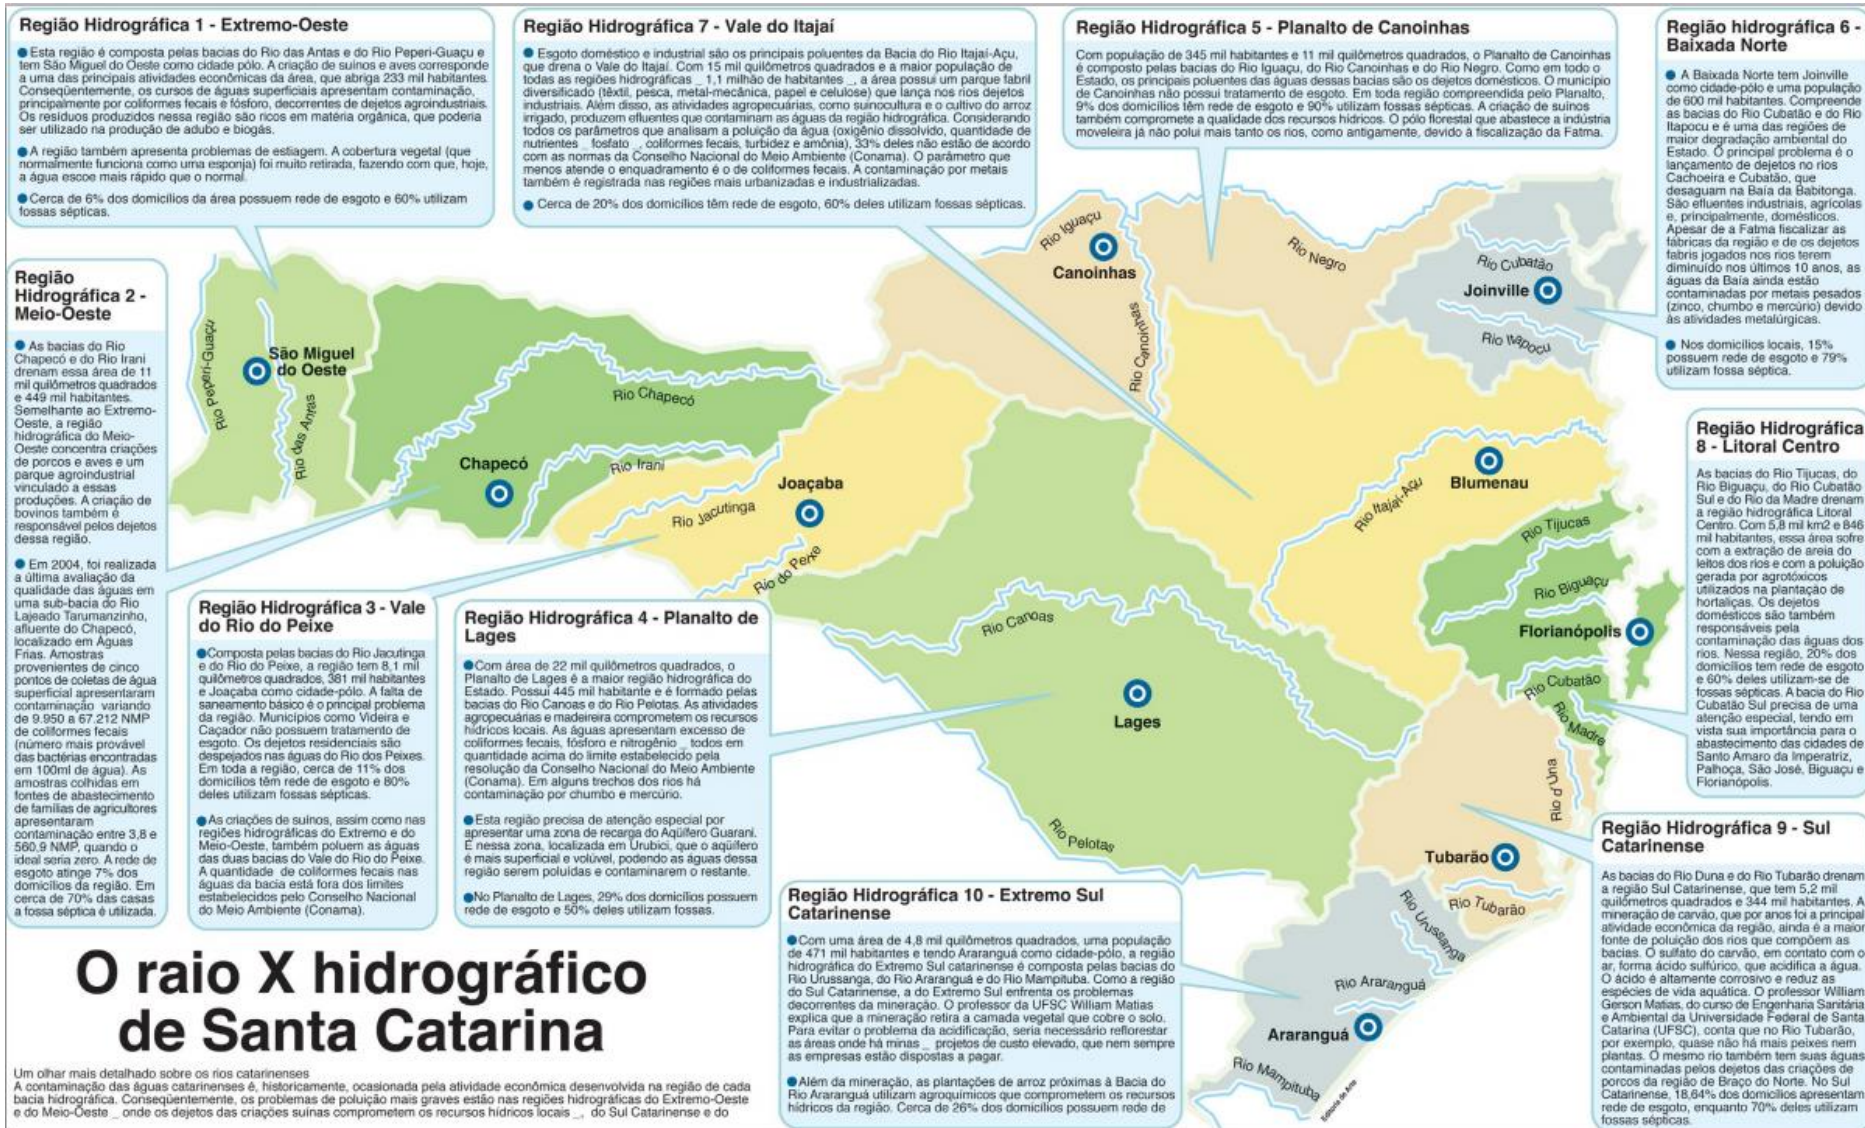 Região Hidrográfica 1 - Extremo-Oeste
● Esta região é composta pelas bacias do Rio das Antas e do Rio Peperi-Guaçu e
tem São Miguel do Oeste como cidade pólo. A criação de suínos e aves corresponde
a uma das principais atividades econômicas da área, que abriga 233 mil habitantes.
Conseqüentemente, os cursos de águas superficiais apresentam contaminação,
principalmente por coliformes fecais e fósforo, decorrentes de dejetos agroindustriais.
Os resíduos produzidos nessa região são ricos em matéria orgânica, que poderia
ser utilizado na produção de adubo e biogás.
● A região também apresenta problemas de estiagem. A cobertura vegetal (que
normalmente funciona como uma esponja) foi muito retirada, fazendo com que, hoje,
a água escoe mais rápido que o normal.
● Cerca de 6% dos domicílios da área possuem rede de esgoto e 60% utilizam
fossas sépticas.
Região Hidrográfica 7 - Vale do Itajaí
● Esgoto doméstico e industrial são os principais poluentes da Bacia do Rio Itajaí-Açu,
que drena o Vale do Itajaí. Com 15 mil quilômetros quadrados e a maior população de
todas as regiões hidrográficas _ 1,1 milhão de habitantes _, a área possui um parque fabril
diversificado (têxtil, pesca, metal-mecânica, papel e celulose) que lança nos rios dejetos
industriais. Além disso, as atividades agropecuárias, como suinocultura e o cultivo do arroz
irrigado, produzem efluentes que contaminam as águas da região hidrográfica. Considerando
todos os parâmetros que analisam a poluição da água (oxigênio dissolvido, quantidade de
nutrientes _ fosfato _, coliformes fecais, turbidez e amônia), 33% deles não estão de acordo
com as normas da Conselho Nacional do Meio Ambiente (Conama). O parâmetro que
menos atende o enquadramento é o de coliformes fecais. A contaminação por metais
também é registrada nas regiões mais urbanizadas e industrializadas.
● Cerca de 20% dos domicílios têm rede de esgoto, 60% deles utilizam fossas sépticas.
Região Hidrográfica 5 - Planalto de Canoinhas
Com população de 345 mil habitantes e 11 mil quilômetros quadrados, o Planalto de Canoinhas
é composto pelas bacias do Rio Iguaçu, do Rio Canoinhas e do Rio Negro. Como em todo o
Estado, os principais poluentes das águas dessas bacias são os dejetos domésticos. O município
de Canoinhas não possui tratamento de esgoto. Em toda região compreendida pelo Planalto,
9% dos domicílios têm rede de esgoto e 90% utilizam fossas sépticas. A criação de suínos
também compromete a qualidade dos recursos hídricos. O pólo florestal que abastece a indústria
moveleira já não polui mais tanto os rios, como antigamente, devido à fiscalização da Fatma.
Região hidrográfica 6 -
Baixada Norte
● A Baixada Norte tem Joinville
como cidade-pólo e uma população
de 600 mil habitantes. Compreende
as bacias do Rio Cubatão e do Rio
Itapocu e é uma das regiões de
maior degradação ambiental do
Estado. O principal problema é o
lançamento de dejetos no rios
Cachoeira e Cubatão, que
desaguam na Baía da Babitonga.
São efluentes industriais, agrícolas
e, principalmente, domésticos.
Apesar de a Fatma fiscalizar as
fábricas da região e de os dejetos
fabris jogados nos rios terem
diminuído nos últimos 10 anos, as
águas da Baía ainda estão
contaminadas por metais pesados
(zinco, chumbo e mercúrio) devido
às atividades metalúrgicas.
● Nos domicílios locais, 15%
possuem rede de esgoto e 79%
utilizam fossa séptica.
Região
Hidrográfica 2 -
Meio-Oeste
● As bacias do Rio
Chapecó e do Rio Irani
drenam essa área de 11
mil quilômetros quadrados
e 449 mil habitantes.
Semelhante ao Extremo-
Oeste, a região
hidrográfica do Meio-
Oeste concentra criações
de porcos e aves e um
parque agroindustrial
vinculado a essas
produções. A criação de
bovinos também é
responsável pelos dejetos
dessa região.
● Em 2004, foi realizada
a última avaliação da
qualidade das águas em
uma sub-bacia do Rio
Lajeado Tarumanzinho,
afluente do Chapecó,
localizado em Águas
Frias. Amostras
provenientes de cinco
pontos de coletas de água
superficial apresentaram
contaminação variando
de 9.950 a 67.212 NMP
de coliformes fecais
(número mais provável
das bactérias encontradas
em 100ml de água). As
amostras colhidas em
fontes de abastecimento
de famílias de agricultores
apresentaram
contaminação entre 3,8 e
560,9 NMP, quando o
ideal seria zero. A rede de
esgoto atinge 7% dos
domicílios da região. Em
cerca de 70% das casas
a fossa séptica é utilizada.
Rio Peperi-Guaçu
São Miguel
do Oeste
Rio das Antas
Rio Chapecó
Chapecó
Rio Irani
Joaçaba
Rio Jacutinga
Rio do Peixe
Rio Iguaçu
Canoinhas
Rio Canoinhas
Rio Negro
Rio Cubatão
Joinville
Rio Itapocu
Blumenau
Rio Itajaí-Açu
Rio Tijucas
Rio Biguaçu
Florianópolis
Rio Cubatão
Rio Madre
Rio Canoas
Lages
Rio Pelotas
Rio d'Una
Tubarão
Rio Tubarão
Rio Urussanga
Rio Araranguá
Araranguá
Rio Mampituba
Editoria de Arte
Região Hidrográfica
8 - Litoral Centro
As bacias do Rio Tijucas, do
Rio Biguaçu, do Rio Cubatão
Sul e do Rio da Madre drenam
a região hidrográfica Litoral
Centro. Com 5,8 mil km2 e 846
mil habitantes, essa área sofre
com a extração de areia do
leitos dos rios e com a poluição
gerada por agrotóxicos
utilizados na plantação de
hortaliças. Os dejetos
domésticos são também
responsáveis pela
contaminação das águas dos
rios. Nessa região, 20% dos
domicílios tem rede de esgoto
e 60% deles utilizam-se de
fossas sépticas. A bacia do Rio
Cubatão Sul precisa de uma
atenção especial, tendo em
vista sua importância para o
abastecimento das cidades de
Santo Amaro da Imperatriz,
Palhoça, São José, Biguaçu e
Florianópolis.
Região Hidrográfica 3 - Vale
do Rio do Peixe
● Composta pelas bacias do Rio Jacutinga
e do Rio do Peixe, a região tem 8,1 mil
quilômetros quadrados, 381 mil habitantes
e Joaçaba como cidade-pólo. A falta de
saneamento básico é o principal problema
da região. Municípios como Videira e
Caçador não possuem tratamento de
esgoto. Os dejetos residenciais são
despejados nas águas do Rio dos Peixes.
Em toda a região, cerca de 11% dos
domicílios têm rede de esgoto e 80%
deles utilizam fossas sépticas.
● As criações de suínos, assim como nas
regiões hidrográficas do Extremo e do
Meio-Oeste, também poluem as águas
das duas bacias do Vale do Rio do Peixe.
A quantidade de coliformes fecais nas
águas da bacia está fora dos limites
estabelecidos pelo Conselho Nacional
do Meio Ambiente (Conama).
Região Hidrográfica 4 - Planalto de
Lages
● Com área de 22 mil quilômetros quadrados, o
Planalto de Lages é a maior região hidrográfica do
Estado. Possui 445 mil habitante e é formado pelas
bacias do Rio Canoas e do Rio Pelotas. As atividades
agropecuárias e madeireira comprometem os recursos
hídricos locais. As águas apresentam excesso de
coliformes fecais, fósforo e nitrogênio _ todos em
quantidade acima do limite estabelecido pela
resolução da Conselho Nacional do Meio Ambiente
(Conama). Em alguns trechos dos rios há
contaminação por chumbo e mercúrio.
● Esta região precisa de atenção especial por
apresentar uma zona de recarga do Aqüífero Guarani.
É nessa zona, localizada em Urubici, que o aqüífero
é mais superficial e volúvel, podendo as águas dessa
região serem poluídas e contaminarem o restante.
● No Planalto de Lages, 29% dos domicílios possuem
rede de esgoto e 50% deles utilizam fossas.
Região Hidrográfica 10 - Extremo Sul
Catarinense
● Com uma área de 4,8 mil quilômetros quadrados, uma população
de 471 mil habitantes e tendo Araranguá como cidade-pólo, a região
hidrográfica do Extremo Sul catarinense é composta pelas bacias do
Rio Urussanga, do Rio Araranguá e do Rio Mampituba. Como a região
do Sul Catarinense, a do Extremo Sul enfrenta os problemas
decorrentes da mineração. O professor da UFSC William Matias
explica que a mineração retira a camada vegetal que cobre o solo.
Para evitar o problema da acidificação, seria necessário reflorestar
as áreas onde há minas _ projetos de custo elevado, que nem sempre
as empresas estão dispostas a pagar.
● Além da mineração, as plantações de arroz próximas à Bacia do
Rio Araranguá utilizam agroquímicos que comprometem os recursos
hídricos da região. Cerca de 26% dos domicílios possuem rede de
Região Hidrográfica 9 - Sul
Catarinense
As bacias do Rio Duna e do Rio Tubarão drenam
a região Sul Catarinense, que tem 5,2 mil
quilômetros quadrados e 344 mil habitantes. A
mineração de carvão, que por anos foi a principal
atividade econômica da região, ainda é a maior
fonte de poluição dos rios que compõem as
bacias. O sulfato do carvão, em contato com o
ar, forma ácido sulfúrico, que acidifica a água.
O ácido é altamente corrosivo e reduz as
espécies de vida aquática. O professor William
Gerson Matias, do curso de Engenharia Sanitária
e Ambiental da Universidade Federal de Santa
Catarina (UFSC), conta que no Rio Tubarão,
por exemplo, quase não há mais peixes nem
plantas. O mesmo rio também tem suas águas
contaminadas pelos dejetos das criações de
porcos da região de Braço do Norte. No Sul
Catarinense, 18,64% dos domicílios apresentam
rede de esgoto, enquanto 70% deles utilizam
fossas sépticas.
O raio X hidrográfico
de Santa Catarina
Um olhar mais detalhado sobre os rios catarinenses
A contaminação das águas catarinenses é, historicamente, ocasionada pela atividade econômica desenvolvida na região de cada
bacia hidrográfica. Conseqüentemente, os problemas de poluição mais graves estão nas regiões hidrográficas do Extremo-Oeste
e do Meio-Oeste _ onde os dejetos das criações suínas comprometem os recursos hídricos locais _, do Sul Catarinense e do